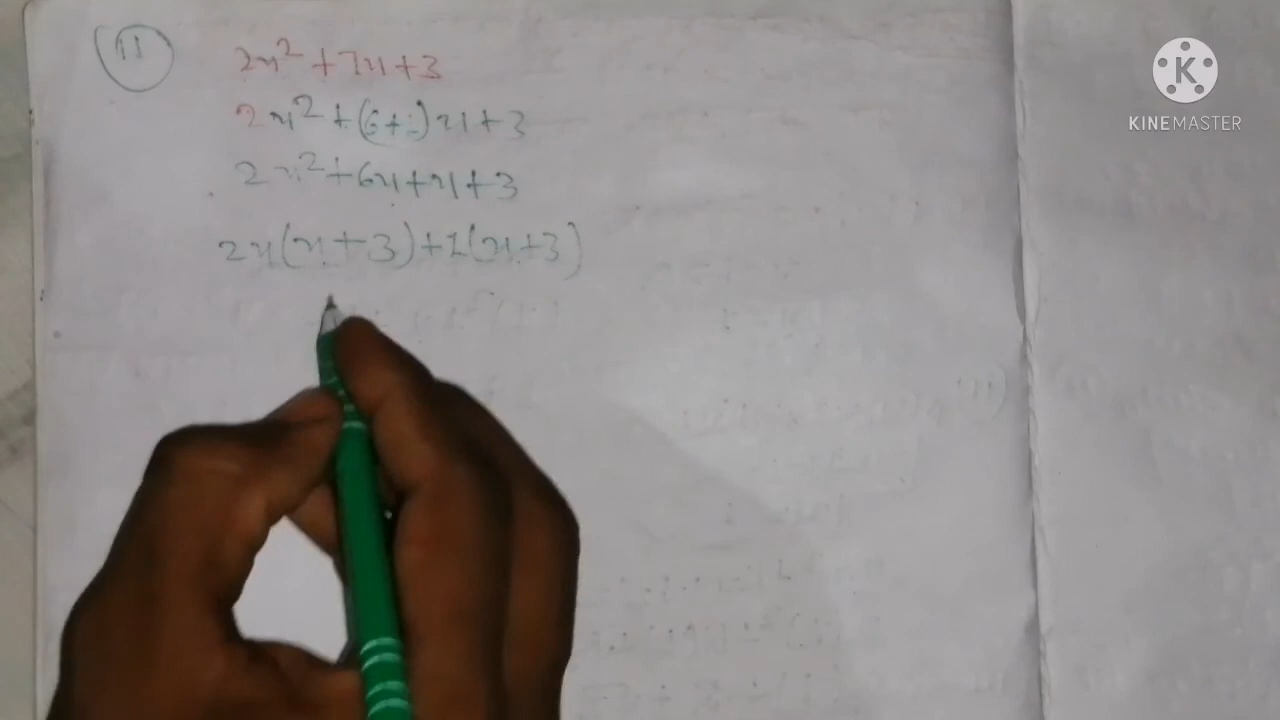 11
2x² + 7x + 3
2x² + (6+1)x + 3
2x² + 6x + x + 3
2x(x + 3) + 1(x + 3)
K
KINEMASTER